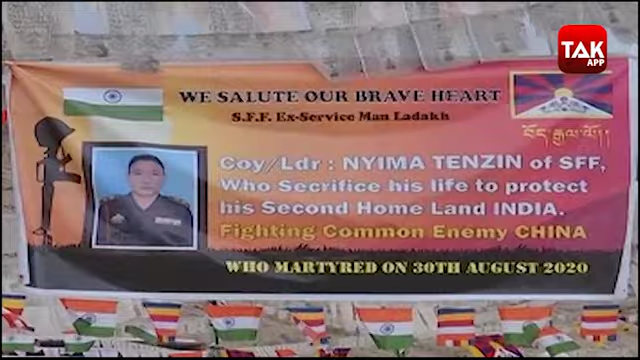 TAK
APP
WE SALUTE OUR BRAVE HEART
S.F.F. Ex-Service Man Ladakh
བོད་རྒྱལ་ལོ།།
Coy/Ldr : NYIMA TENZIN of SFF,
Who Secrifice his life to protect
his Second Home Land INDIA.
Fighting Common Enemy CHINA
WHO MARTYRED ON 30TH AUGUST 2020